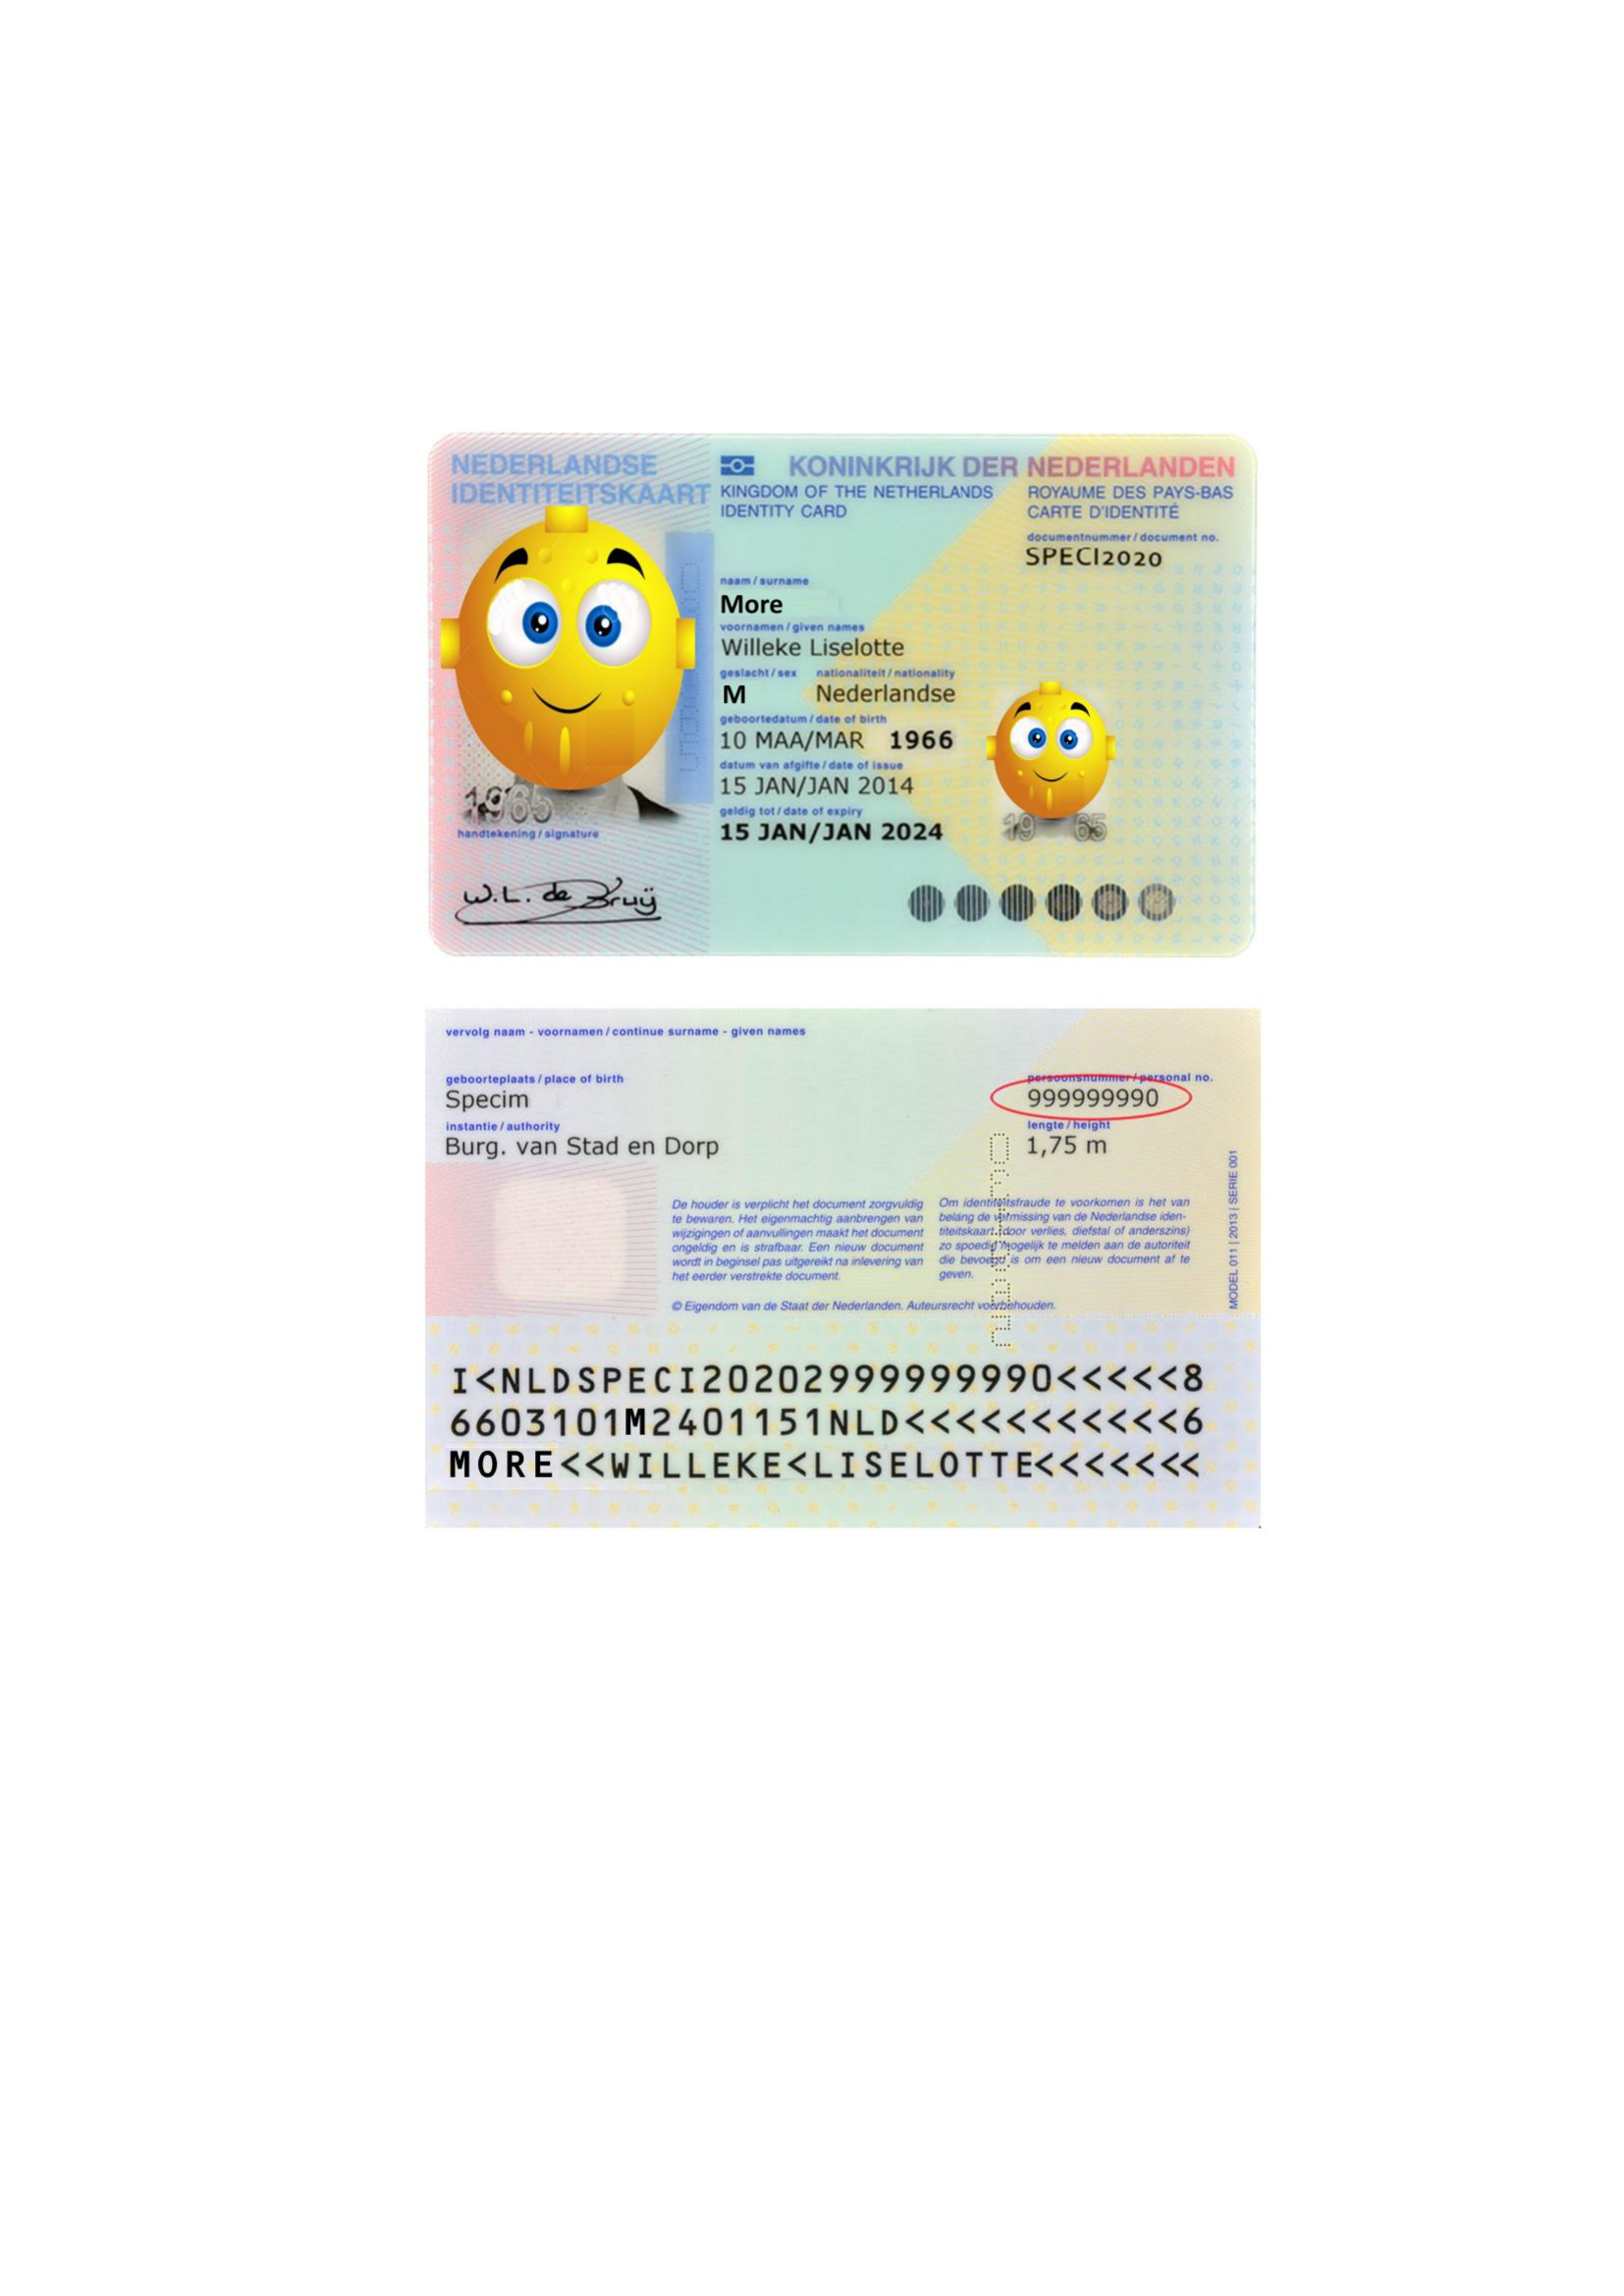 NEDERLANDSE
IDENTITEITSKAART
KONINKRIJK DER NEDERLANDEN
KINGDOM OF THE NETHERLANDS
IDENTITY CARD
ROYAUME DES PAYS-BAS
CARTE D'IDENTITÉ
documentnummer / document no.
SPECI2020
naam / surname
More
voornamen / given names
Willeke Liselotte
geslacht / sex nationaliteit / nationality
M Nederlandse
geboortedatum / date of birth
10 MAA/MAR 1966
datum van afgifte / date of issue
15 JAN/JAN 2014
geldig tot / date of expiry
15 JAN/JAN 2024
1965
19 65
handtekening / signature
W.L. de Bruij
vervolg naam - voornamen / continue surname - given names
geboorteplaats / place of birth
Specim
persoonsnummer / personal no.
999999990
instantie / authority
Burg. van Stad en Dorp
lengte / height
1,75 m
De houder is verplicht het document zorgvuldig
te bewaren. Het eigenmachtig aanbrengen van
wijzigingen of aanvullingen maakt het document
ongeldig en is strafbaar. Een nieuw document
wordt in beginsel pas uitgereikt na inlevering van
het eerder verstrekte document.
Om identiteitsfraude te voorkomen is het van
belang de vermissing van de Nederlandse iden-
titeitskaart (door verlies, diefstal of anderszins)
zo spoedig mogelijk te melden aan de autoriteit
die bevoegd is om een nieuw document af te
geven.
© Eigendom van de Staat der Nederlanden. Auteursrecht voorbehouden.
MODEL 011 | 2013 | SERIE 001
I<NLDSPECI20202999999990<<<<<8
6603101M2401151NLD<<<<<<<<<<<6
MORE<<WILLEKE<LISELOTTE<<<<<<<